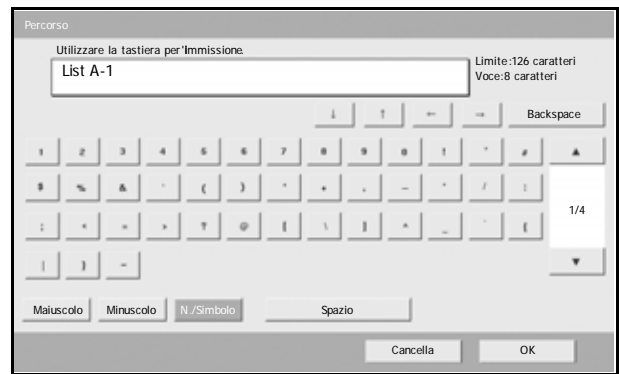 Percorso
Utilizzare la tastiera per'Immissione.
List A-1
Limite:126 caratteri
Voce:8 caratteri
↓ ↑ ← → Backspace
1 2 3 4 5 6 7 8 9 0 ! " # ▲
$ % & ' ( ) * + , - . / :
; < = > ? @ [ \ ] ^ _ ` {
1/4
| } ~ ▼
Maiuscolo Minuscolo N./Simbolo Spazio
Cancella OK